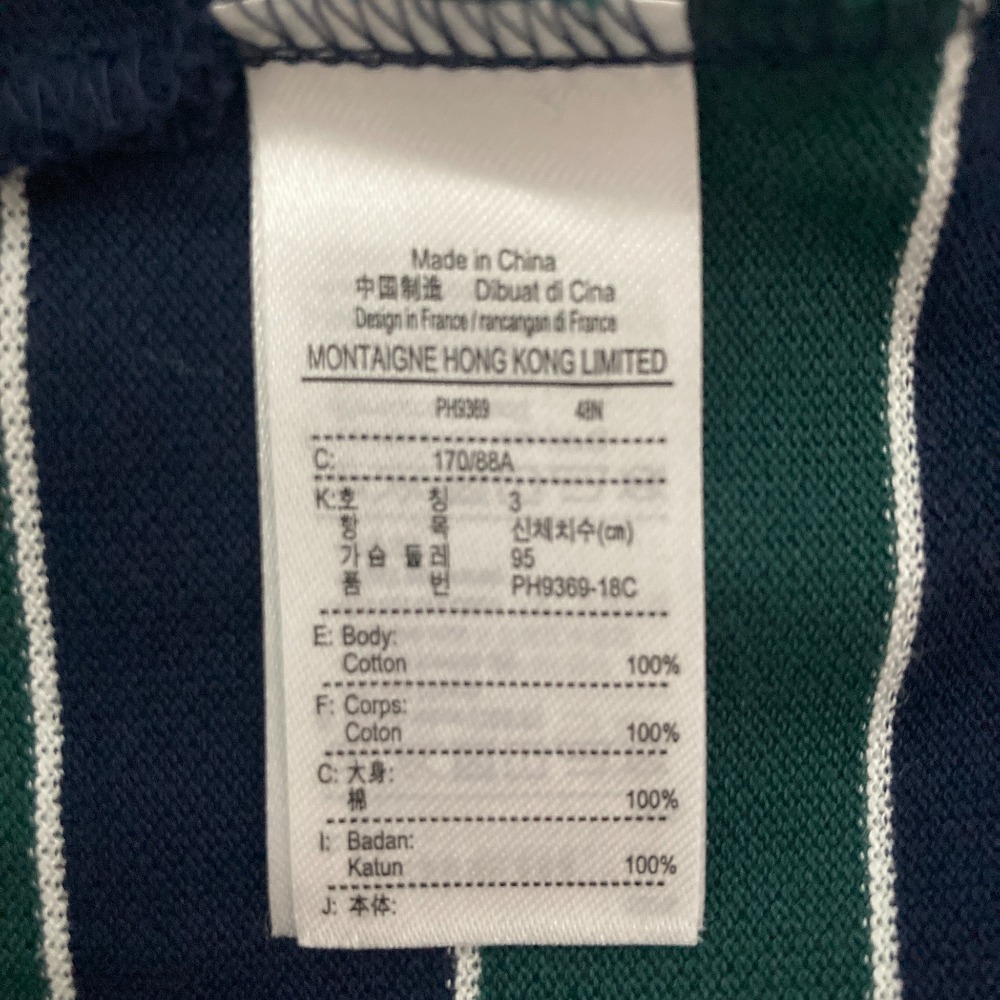 Made in China
中国制造 Dibuat di Cina
Design in France / rancangan di France
MONTAIGNE HONG KONG LIMITED
PH9369 48N
C: 170/88A
K: 호 칭 3
항 목 신체치수(㎝)
가 슴 둘 레 95
품 번 PH9369-18C
E: Body:
Cotton 100%
F: Corps:
Coton 100%
C: 大身:
棉 100%
I: Badan:
Katun 100%
J: 本体: